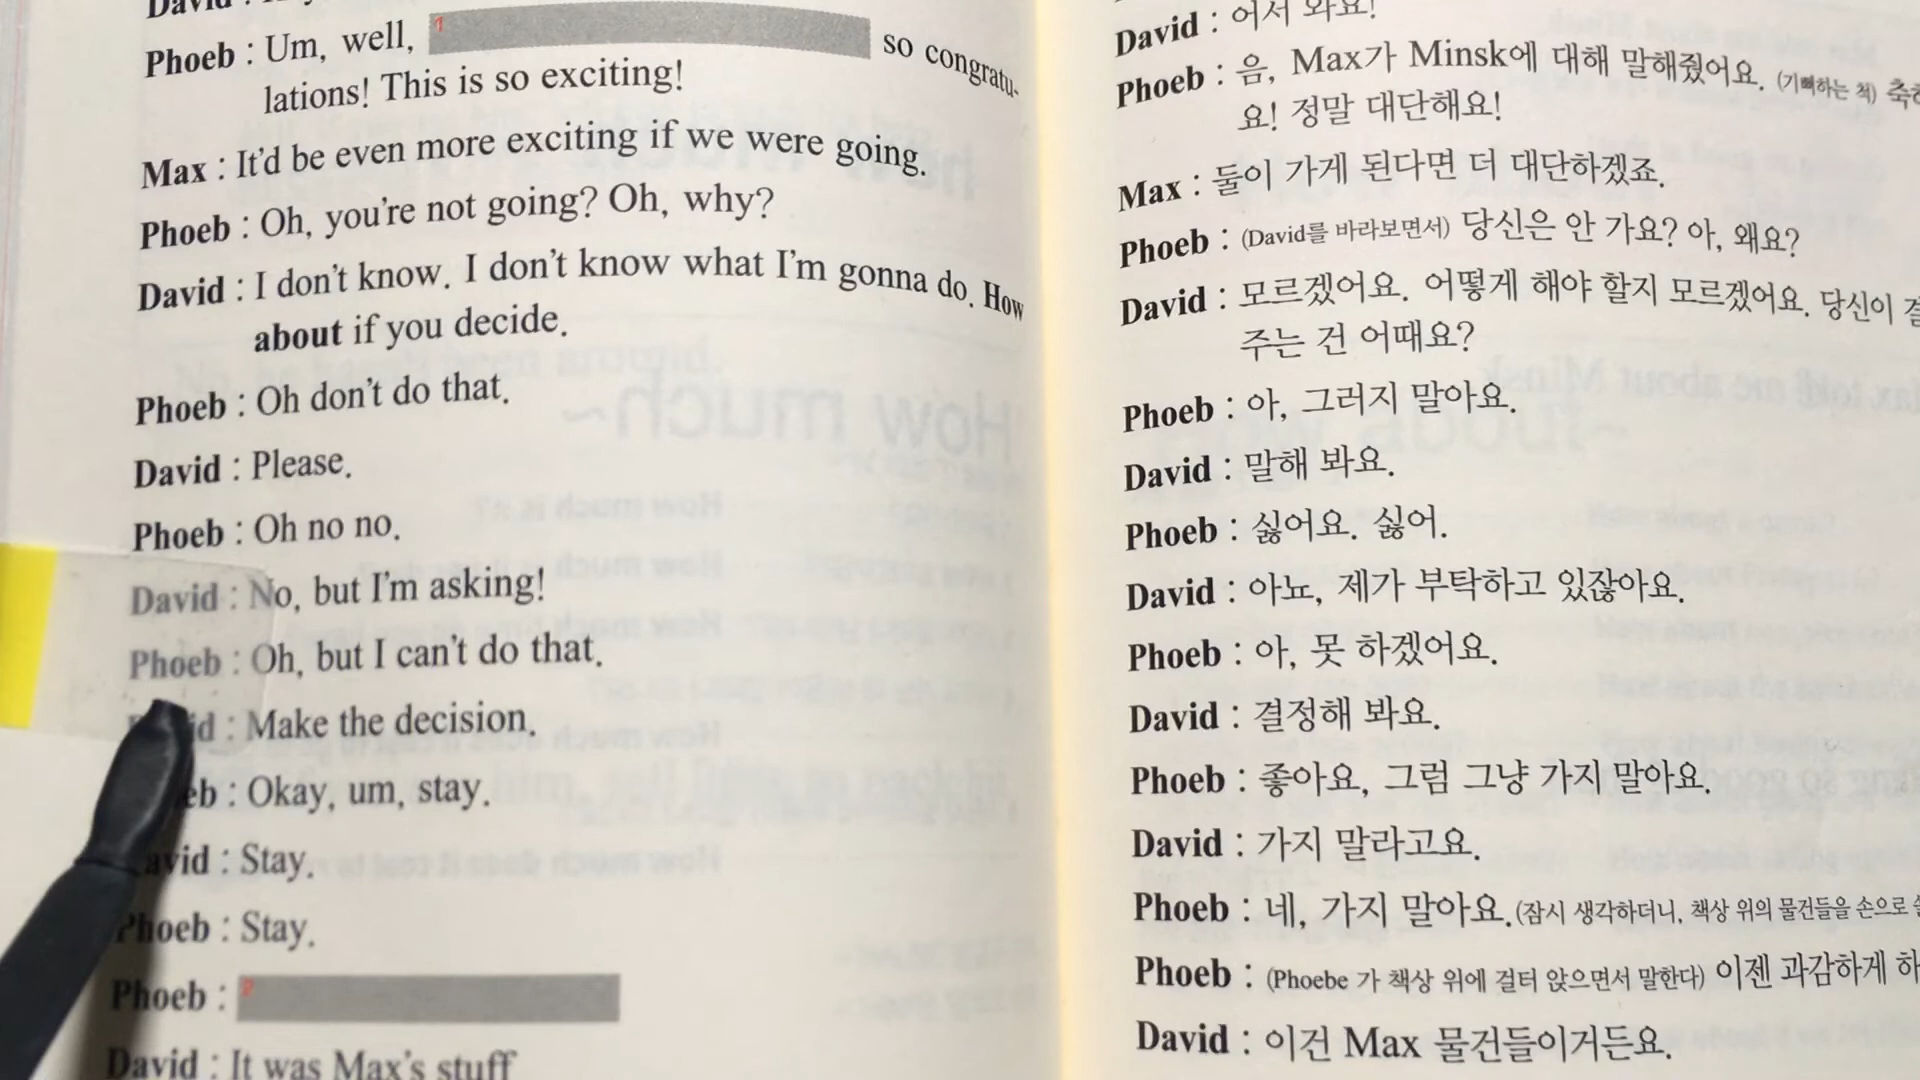 Phoeb : Um, well, 1 so congratu-
lations! This is so exciting!
Max : It'd be even more exciting if we were going.
Phoeb : Oh, you're not going? Oh, why?
David : I don't know. I don't know what I'm gonna do. How
about if you decide.
Phoeb : Oh don't do that.
David : Please.
Phoeb : Oh no no.
David : No, but I'm asking!
Phoeb : Oh, but I can't do that.
id : Make the decision.
eb : Okay, um, stay.
avid : Stay.
Phoeb : Stay.
Phoeb : 2
David : It was Max's stuff
David : 어서 와요!
Phoeb : 음, Max가 Minsk에 대해 말해줬어요. (기뻐하는 척) 축하
요! 정말 대단해요!
Max : 둘이 가게 된다면 더 대단하겠죠.
Phoeb : (David를 바라보면서) 당신은 안 가요? 아, 왜요?
David : 모르겠어요. 어떻게 해야 할지 모르겠어요. 당신이
주는 건 어때요?
Phoeb : 아, 그러지 말아요.
David : 말해 봐요.
Phoeb : 싫어요. 싫어.
David : 아뇨, 제가 부탁하고 있잖아요.
Phoeb : 아, 못 하겠어요.
David : 결정해 봐요.
Phoeb : 좋아요, 그럼 그냥 가지 말아요.
David : 가지 말라고요.
Phoeb : 네, 가지 말아요. (잠시 생각하더니, 책상 위의 물건들을 손으로
Phoeb : (Phoebe 가 책상 위에 걸터 앉으면서 말한다) 이젠 과감하게 하
David : 이건 Max 물건들이거든요.